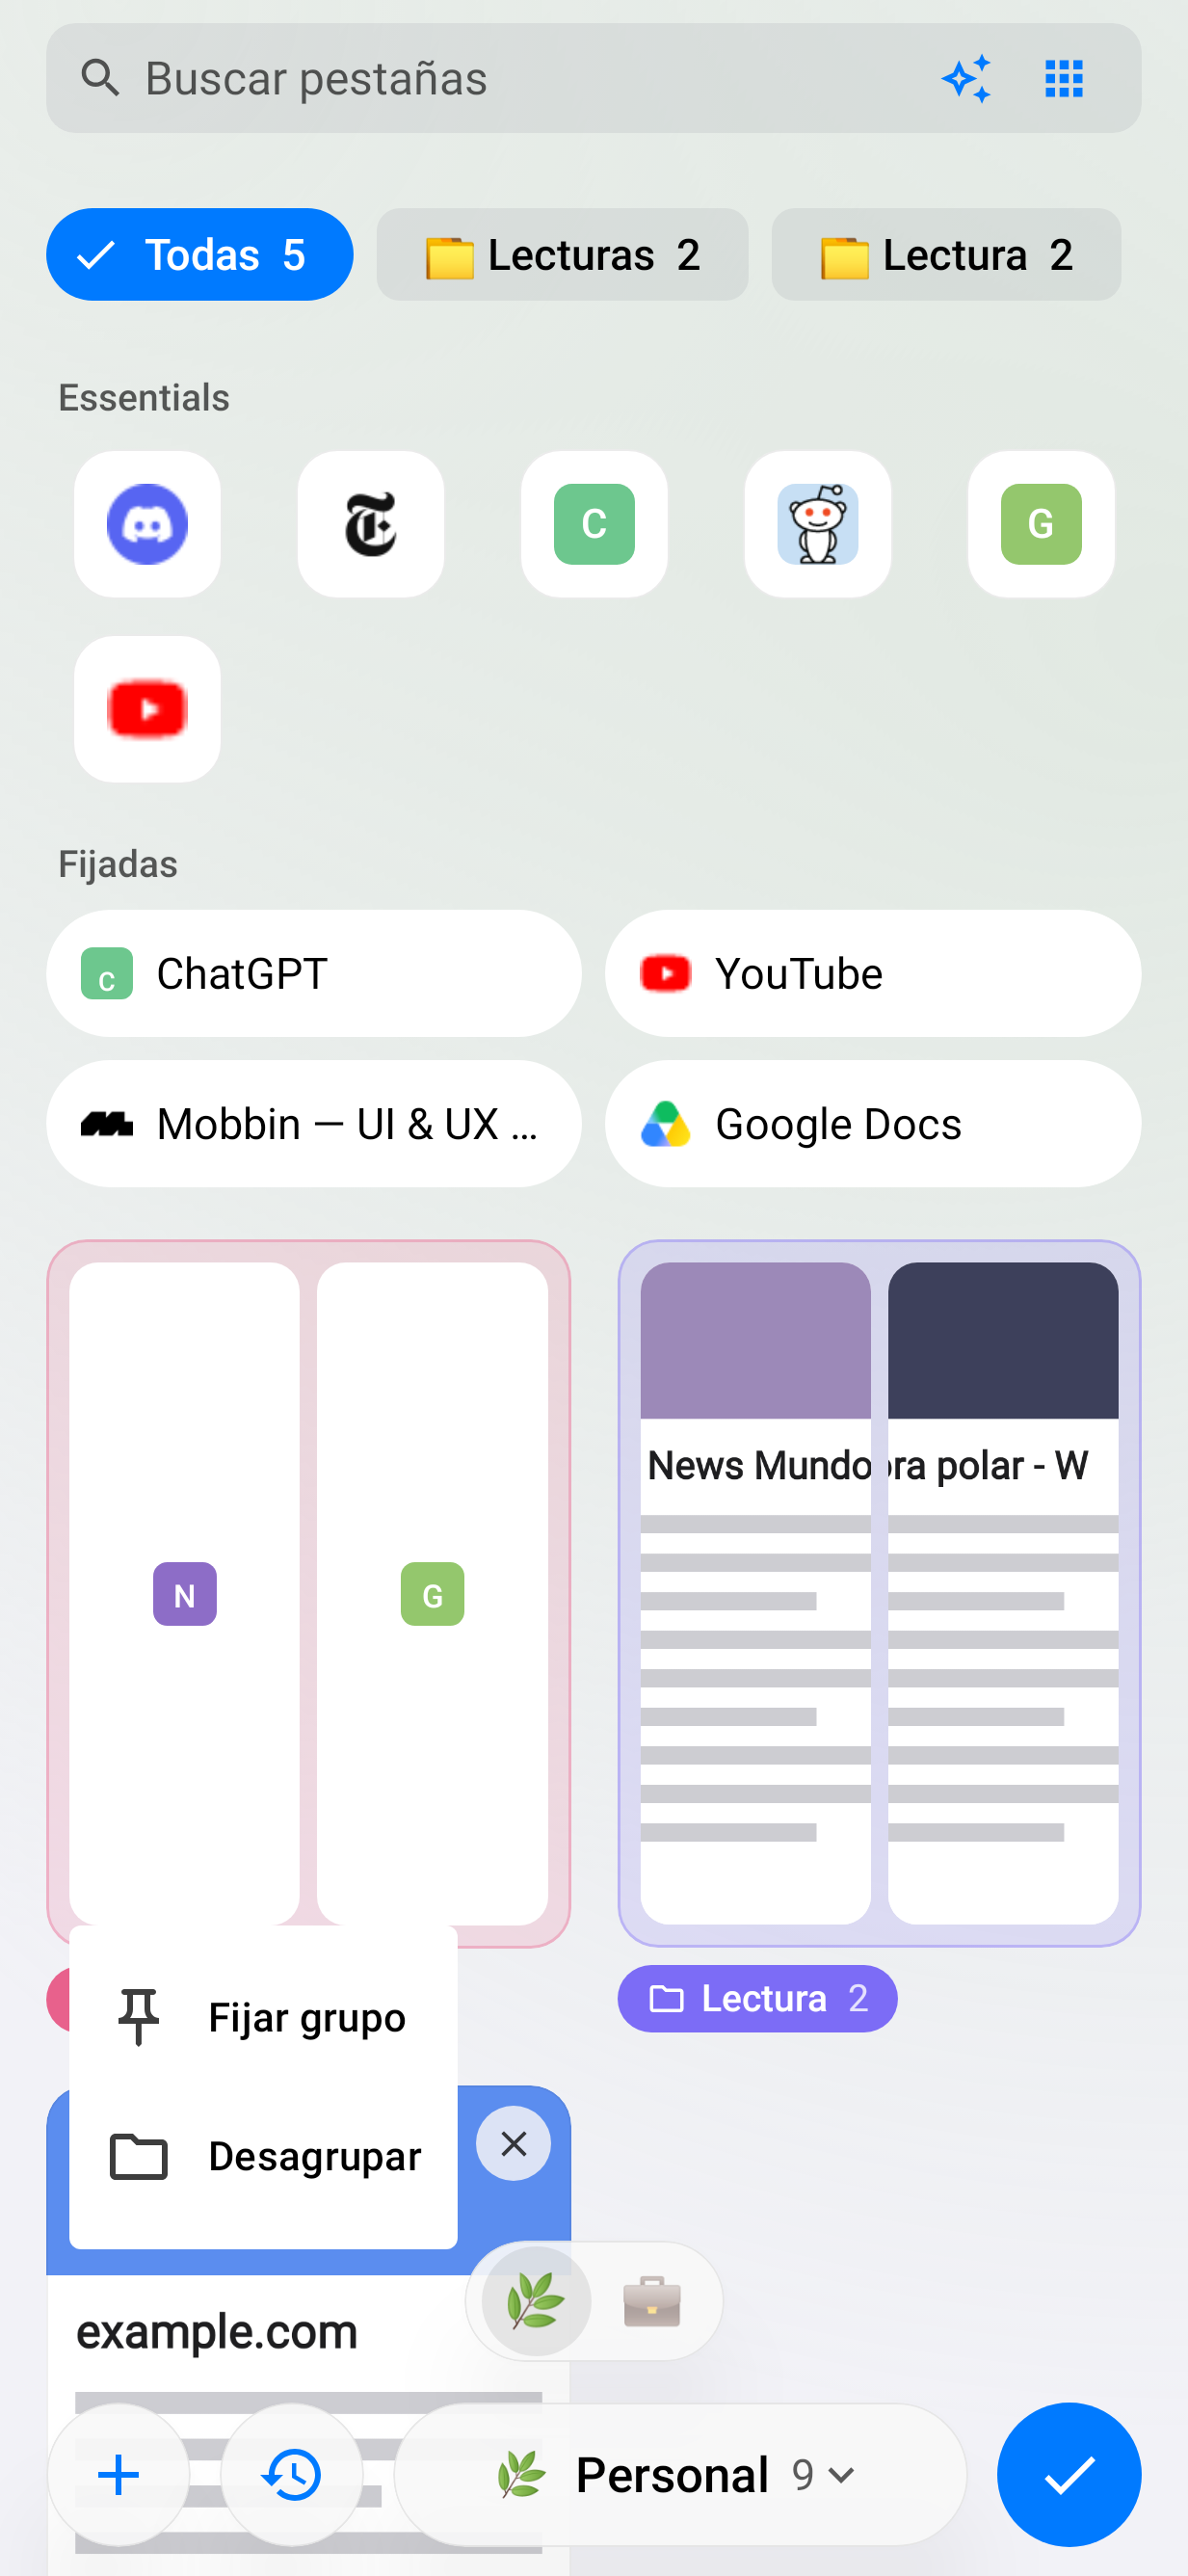 Buscar pestañas
Todas 5
Lecturas 2
Lectura 2
Essentials
C
G
Fijadas
C ChatGPT
YouTube
Mobbin — UI & UX ...
Google Docs
N
G
News Mundo
ora polar - W
Fijar grupo
Desagrupar
Lectura 2
example.com
Personal 9